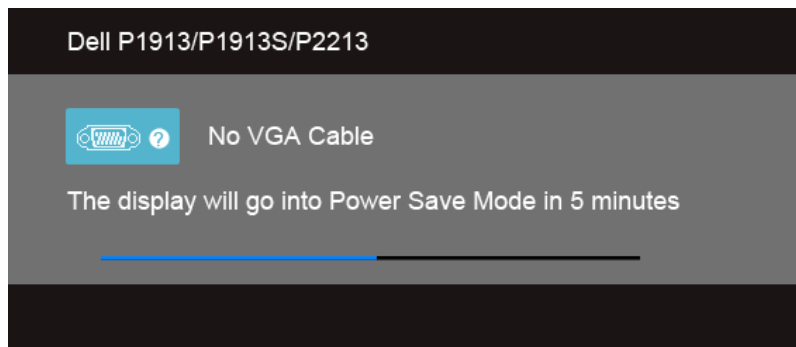 Dell P1913/P1913S/P2213
? No VGA Cable
The display will go into Power Save Mode in 5 minutes